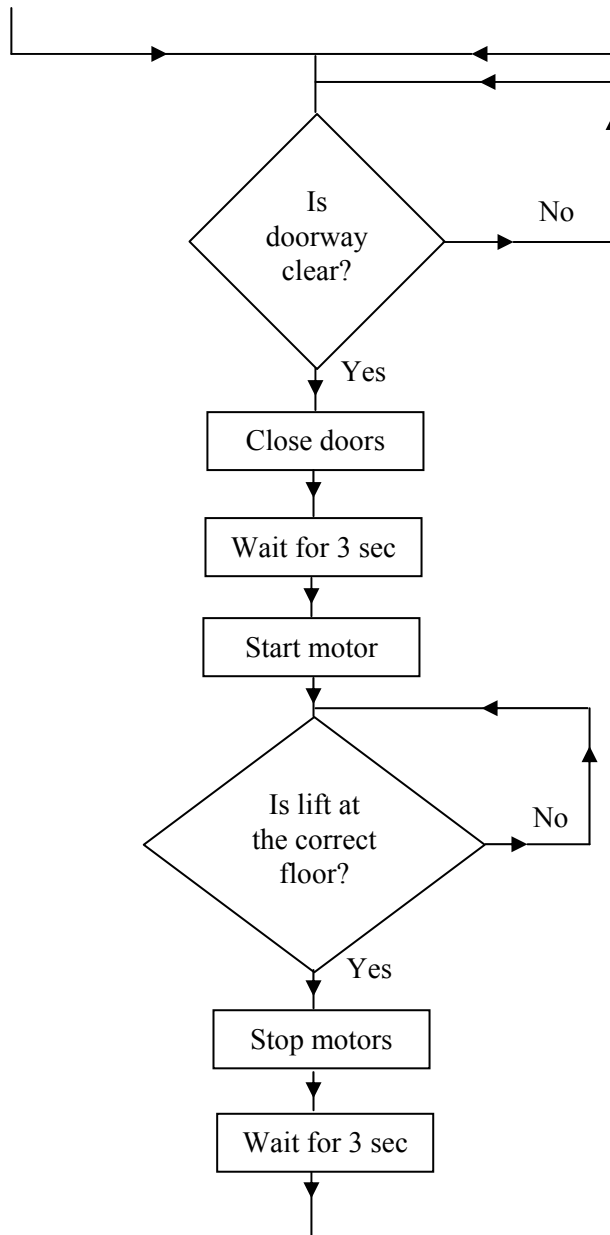 Is
doorway
clear?
No
Yes
Close doors
Wait for 3 sec
Start motor
Is lift at
the correct
floor?
No
Yes
Stop motors
Wait for 3 sec